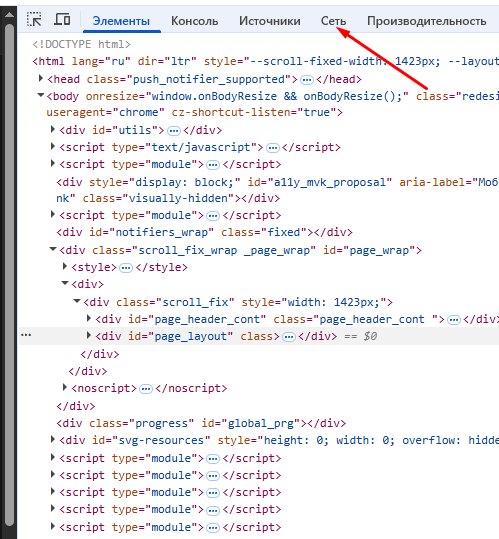 Элементы Консоль Источники Сеть Производительность
<!DOCTYPE html>
<html lang="ru" dir="ltr" style="--scroll-fixed-width: 1423px; --layou
<head class="push_notifier_supported">…</head>
<body onresize="window.onBodyResize && onBodyResize();" class="redesi
useragent="chrome" cz-shortcut-listen="true">
<div id="utils">…</div>
<script type="text/javascript">…</script>
<script type="module">…</script>
<div style="display: block;" id="a11y_mvk_proposal" aria-label="Моб
nk" class="visually-hidden"></div>
<script type="module">…</script>
<div id="notifiers_wrap" class="fixed"></div>
<div class="scroll_fix_wrap _page_wrap" id="page_wrap">
<style>…</style>
<div>
<div class="scroll_fix" style="width: 1423px;">
<div id="page_header_cont" class="page_header_cont ">…</div>
… <div id="page_layout" class>…</div> == $0
</div>
</div>
<noscript>…</noscript>
</div>
<div class="progress" id="global_prg"></div>
<div id="svg-resources" style="height: 0; width: 0; overflow: hidde
<script type="module">…</script>
<script type="module">…</script>
<script type="module">…</script>
<script type="module">…</script>
<script type="module">…</script>